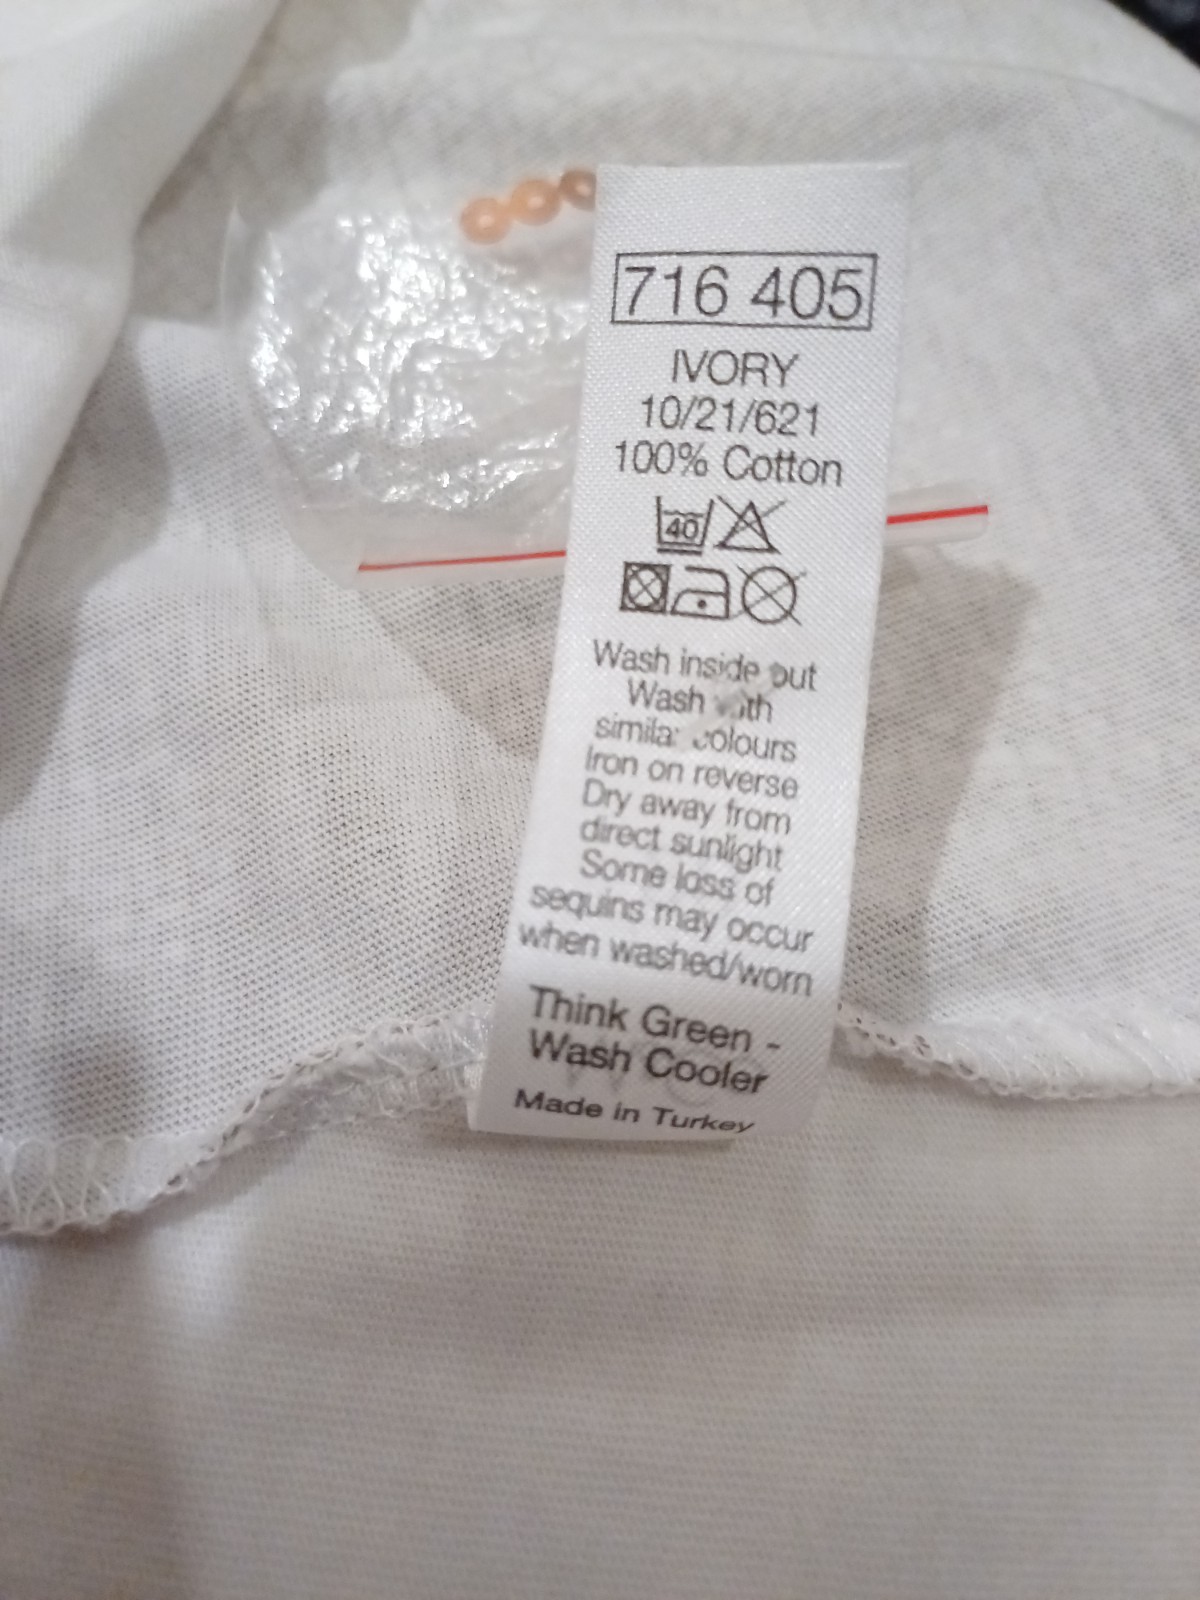 716 405
IVORY
10/21/621
100% Cotton
40
Wash inside out
Wash with
similar colours
Iron on reverse
Dry away from
direct sunlight
Some loss of
sequins may occur
when washed/worn
Think Green -
Wash Cooler
Made in Turkey